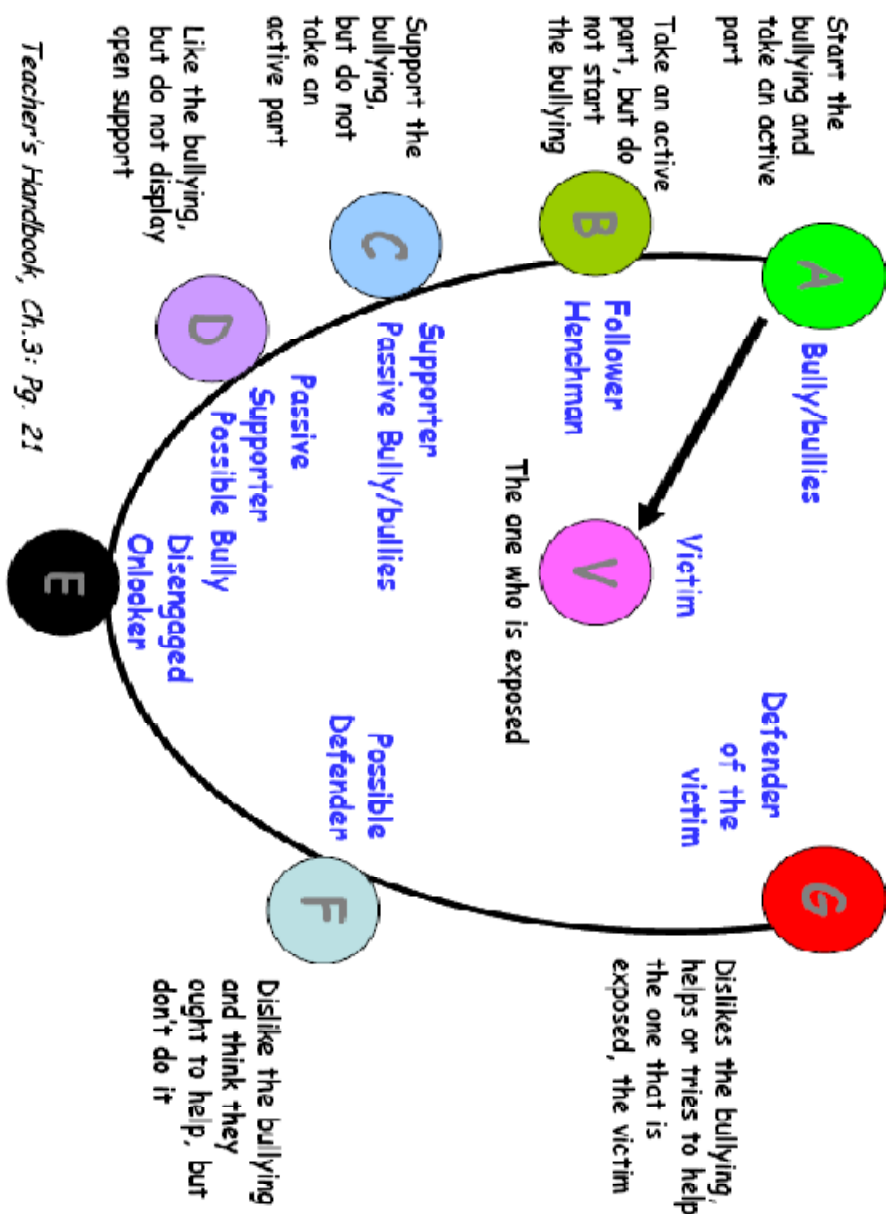 Start the
bullying and
take an active
part
A
Bully/bullies
Take an active
part, but do
not start
the bullying
B
Follower
Henchman
Support the
bullying,
but do not
take an
active part
C
Supporter
Passive Bully/bullies
Like the bullying,
but do not display
open support
D
Passive
Supporter
Possible Bully
E
Disengaged
Onlooker
Victim
V
The one who is exposed
Defender
of the
victim
G
Dislikes the bullying,
helps or tries to help
the one that is
exposed, the victim
Possible
Defender
F
Dislike the bullying
and think they
ought to help, but
don't do it
Teacher's Handbook, Ch.3: Pg. 21